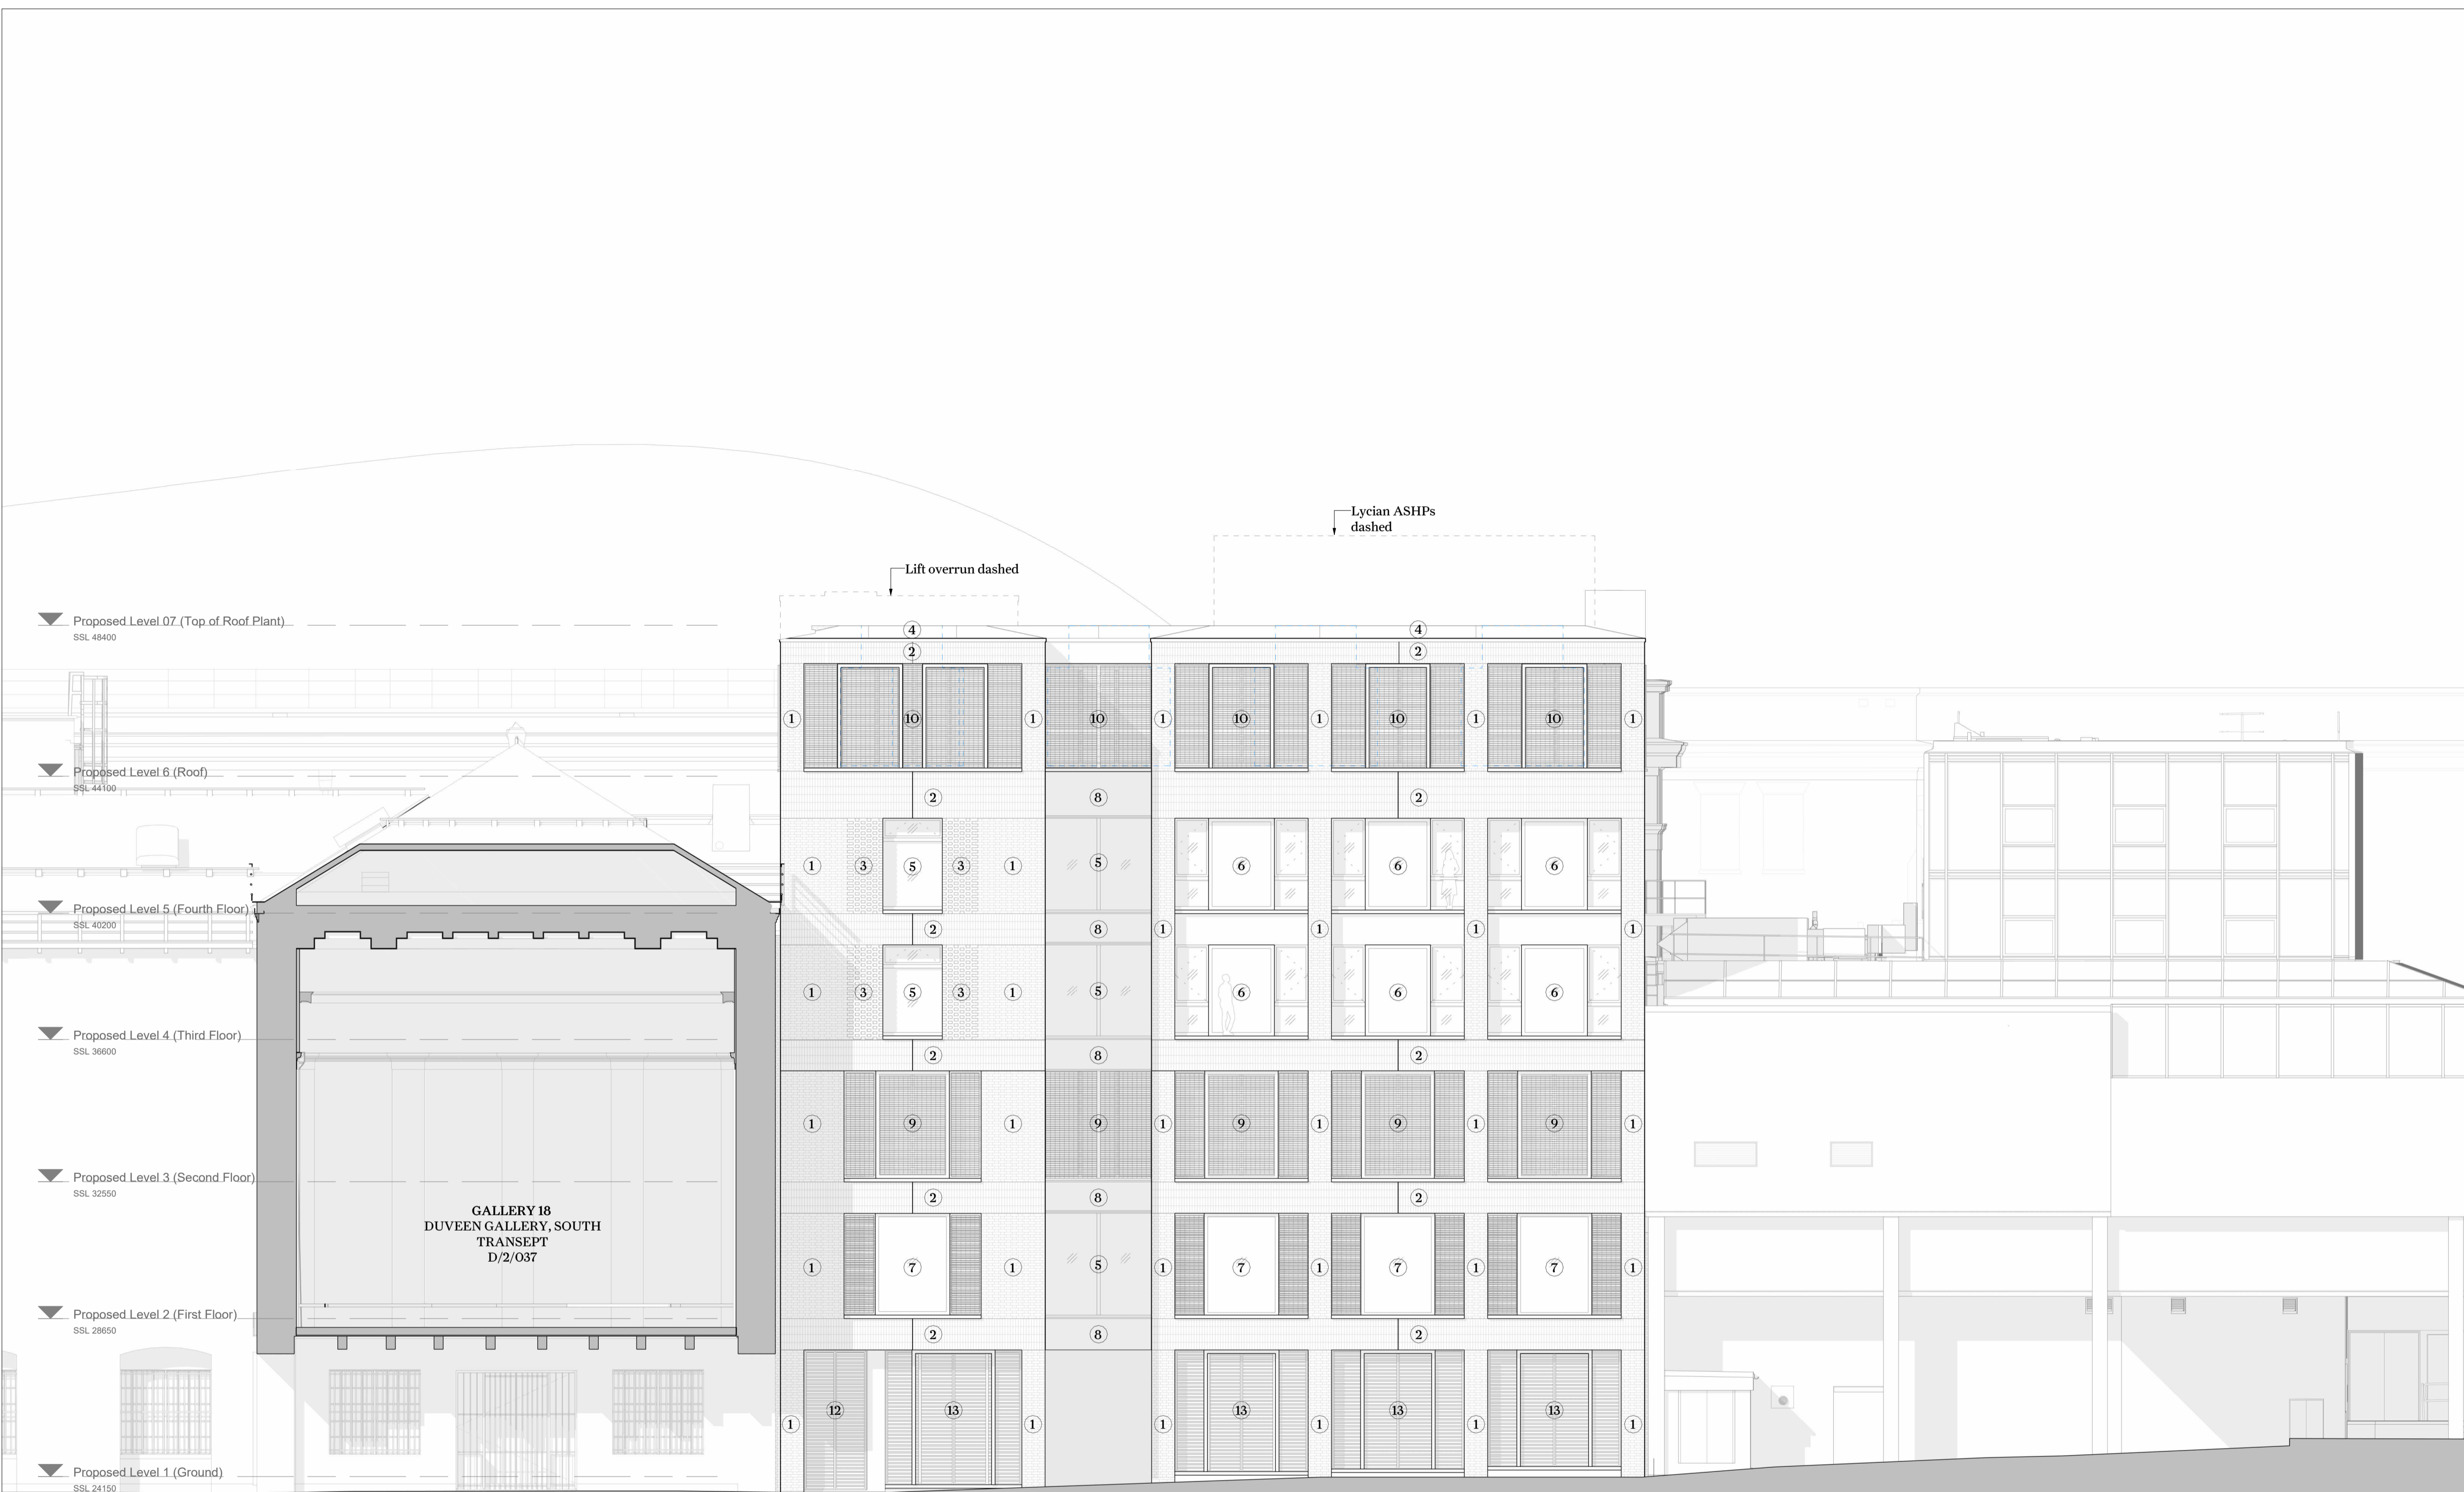 Lycian ASHPs
dashed
Lift overrun dashed
Proposed Level 07 (Top of Roof Plant)
SSL 48400
4 4
2 2
1 10 1 10 1 10 1 10 1 10 1
Proposed Level 6 (Roof)
SSL 44100
2 8 2
1 3 5 3 1 5 6 6 6
Proposed Level 5 (Fourth Floor)
SSL 40200
2 8 1 1 1 1
1 3 5 3 1 5 6 6 6
Proposed Level 4 (Third Floor)
SSL 36600
2 8 2
1 9 1 9 1 9 1 9 1 9 1
Proposed Level 3 (Second Floor)
SSL 32550
2 8 2
GALLERY 18
DUVEEN GALLERY, SOUTH
TRANSEPT
D/2/037
1 7 1 5 1 7 1 7 1 7 1
Proposed Level 2 (First Floor)
SSL 28650
2 8 2
1 12 13 1 1 13 1 13 1 13 1
Proposed Level 1 (Ground)
SSL 24150